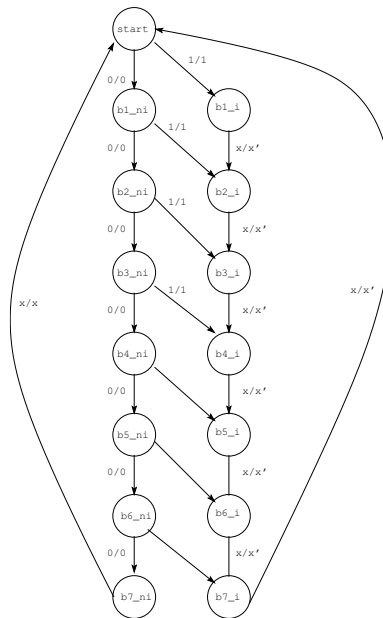 start
1/1
0/0
b1_ni
b1_i
1/1
0/0
x/x'
b2_ni
b2_i
1/1
0/0
x/x'
b3_ni
b3_i
1/1
x/x
x/x'
0/0
x/x'
b4_ni
b4_i
0/0
x/x'
b5_ni
b5_i
0/0
x/x'
b6_ni
b6_i
0/0
x/x'
b7_ni
b7_i